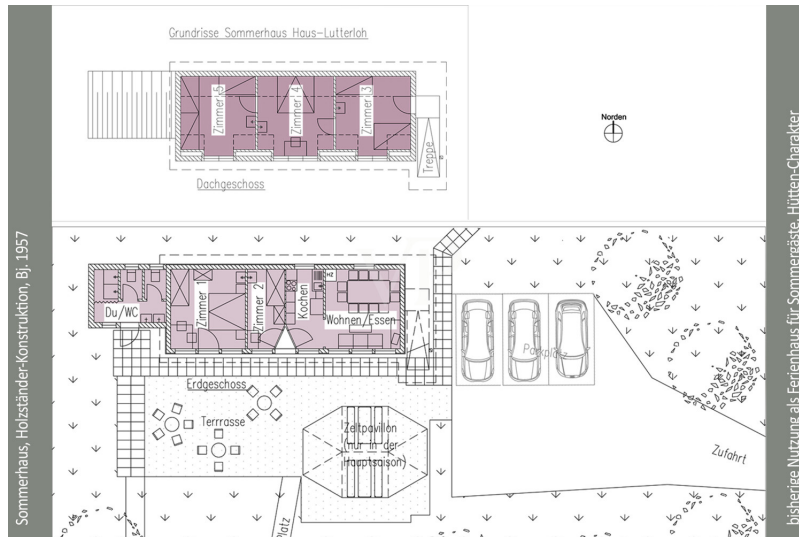 Grundrisse Sommerhaus Haus-Lutterloh
Zimmer 5
Zimmer 4
Zimmer 3
Treppe
Dachgeschoss
Norden
Sommerhaus, Holzständer-Konstruktion, Bj. 1957
bisherige Nutzung als Ferienhaus für Sommergäste, Hütten-Charakter
Du/WC
Zimmer 1
Zimmer 2
Kochen
HZ
Wohnen/Essen
Erdgeschoss
Terrrasse
Zeltpavillon
(nur in der
Hauptsaison)
Parkplatz
Zufahrt
Platz